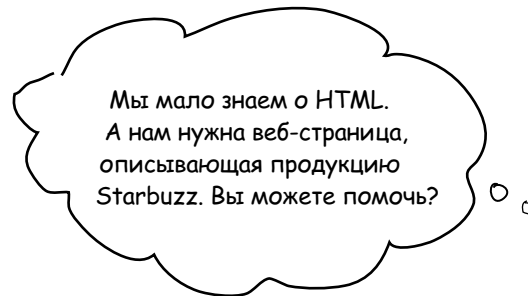 Мы мало знаем о HTML.
А нам нужна веб-страница,
описывающая продукцию
Starbuzz. Вы можете помочь?